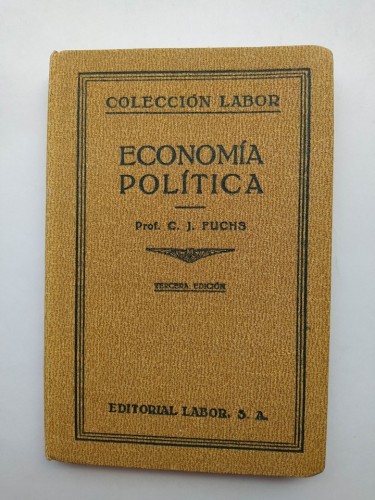 COLECCIÓN LABOR
ECONOMÍA
POLÍTICA
Prof. C. J. FUCHS
TERCERA EDICIÓN
EDITORIAL LABOR, S. A.